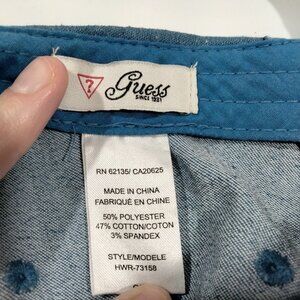 ?
Guess
SINCE 1981
RN 62135/ CA20625
MADE IN CHINA
FABRIQUÉ EN CHINE
50% POLYESTER
47% COTTON/COTON
3% SPANDEX
STYLE/MODELE
HWR-73158